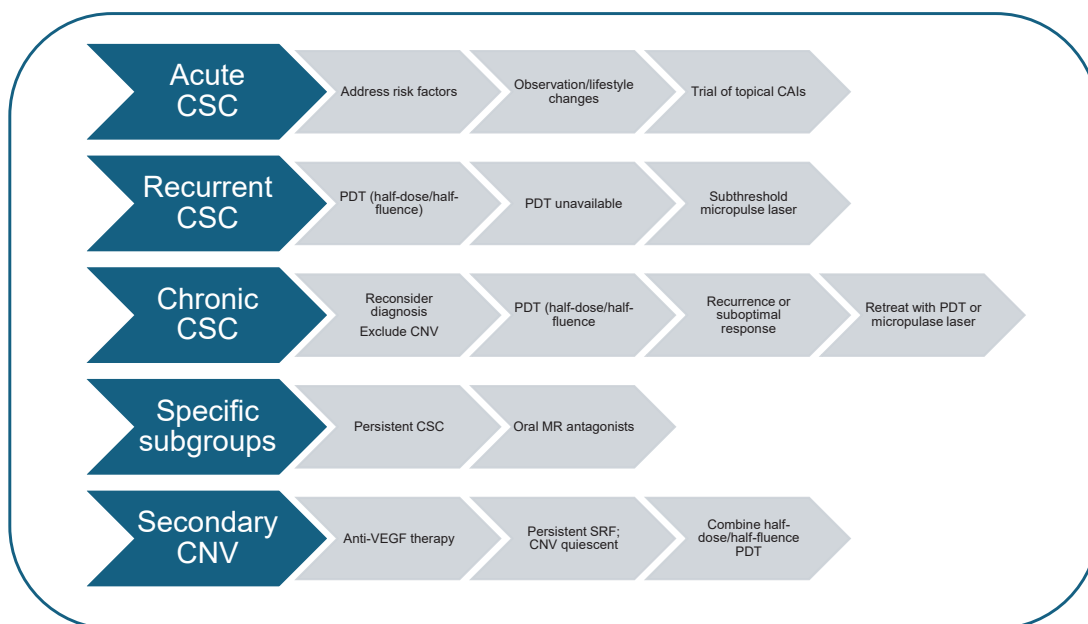 Acute
CSC
Address risk factors
Observation/lifestyle
changes
Trial of topical CAIs
Recurrent
CSC
PDT (half-dose/half-
fluence)
PDT unavailable
Subthreshold
micropulse laser
Chronic
CSC
Reconsider
diagnosis
Exclude CNV
PDT (half-dose/half-
fluence
Recurrence or
suboptimal
response
Retreat with PDT or
micropulase laser
Specific
subgroups
Persistent CSC
Oral MR antagonists
Secondary
CNV
Anti-VEGF therapy
Persistent SRF;
CNV quiescent
Combine half-
dose/half-fluence
PDT